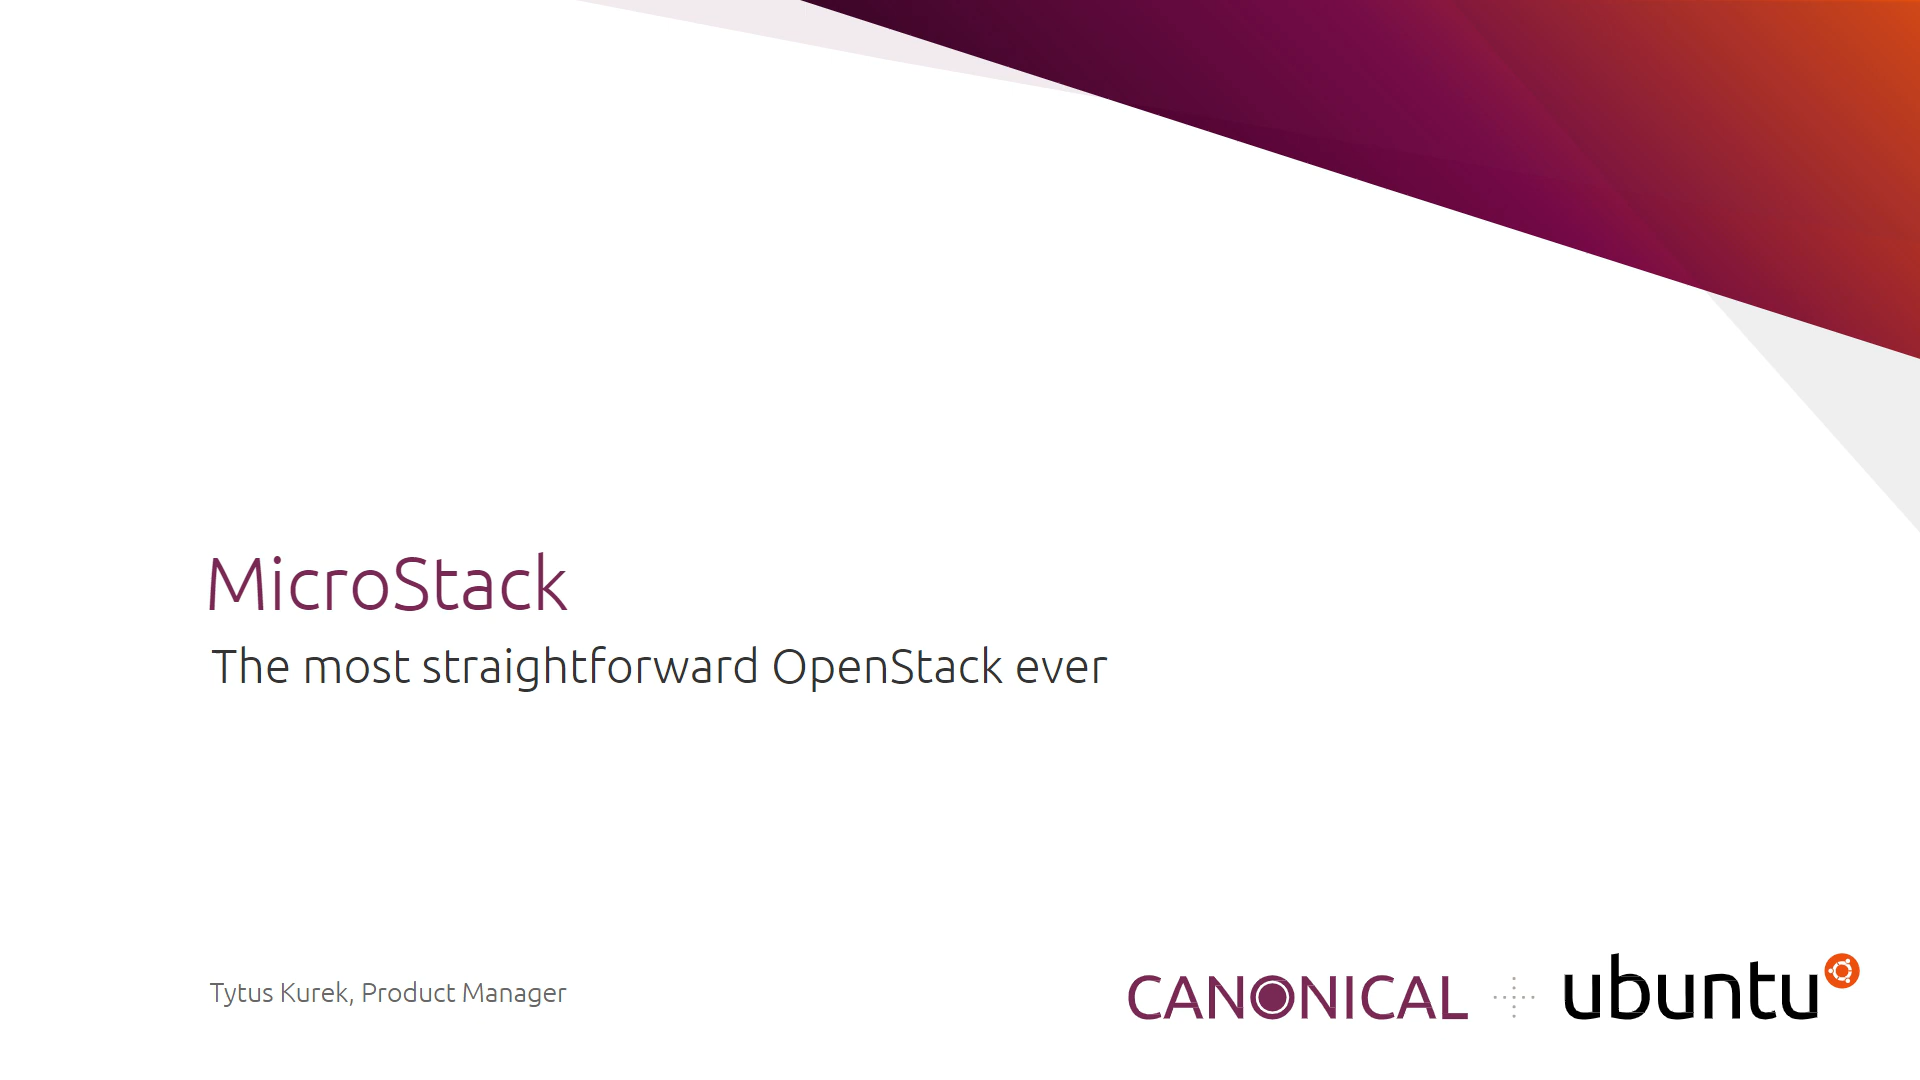 MicroStack
The most straightforward OpenStack ever
Tytus Kurek, Product Manager
CANONICAL
ubuntu